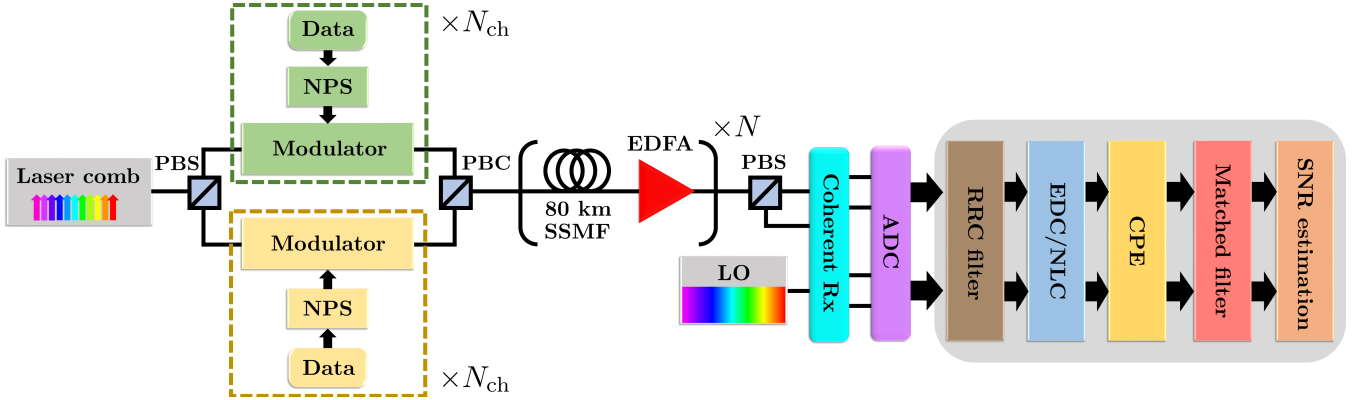 Laser comb
PBS
Data
NPS
Modulator
×N_ch
Modulator
NPS
Data
×N_ch
PBC
80 km
SSMF
EDFA
×N
PBS
LO
Coherent Rx
ADC
RRC filter
EDC/NLC
CPE
Matched filter
SNR estimation